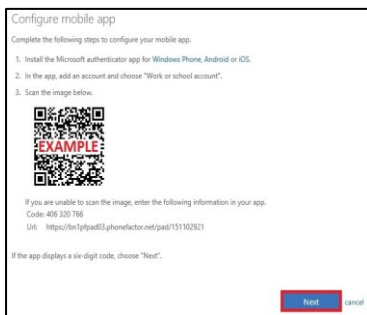 Configure mobile app
Complete the following steps to configure your mobile app.
1. Install the Microsoft authenticator app for Windows Phone, Android or iOS.
2. In the app, add an account and choose "Work or school account".
3. Scan the image below.
EXAMPLE
If you are unable to scan the image, enter the following information in your app.
Code: 406 320 766
Url: https://bn1pfpad03.phonefactor.net/pad/151102921
If the app displays a six-digit code, choose "Next".
Next cancel